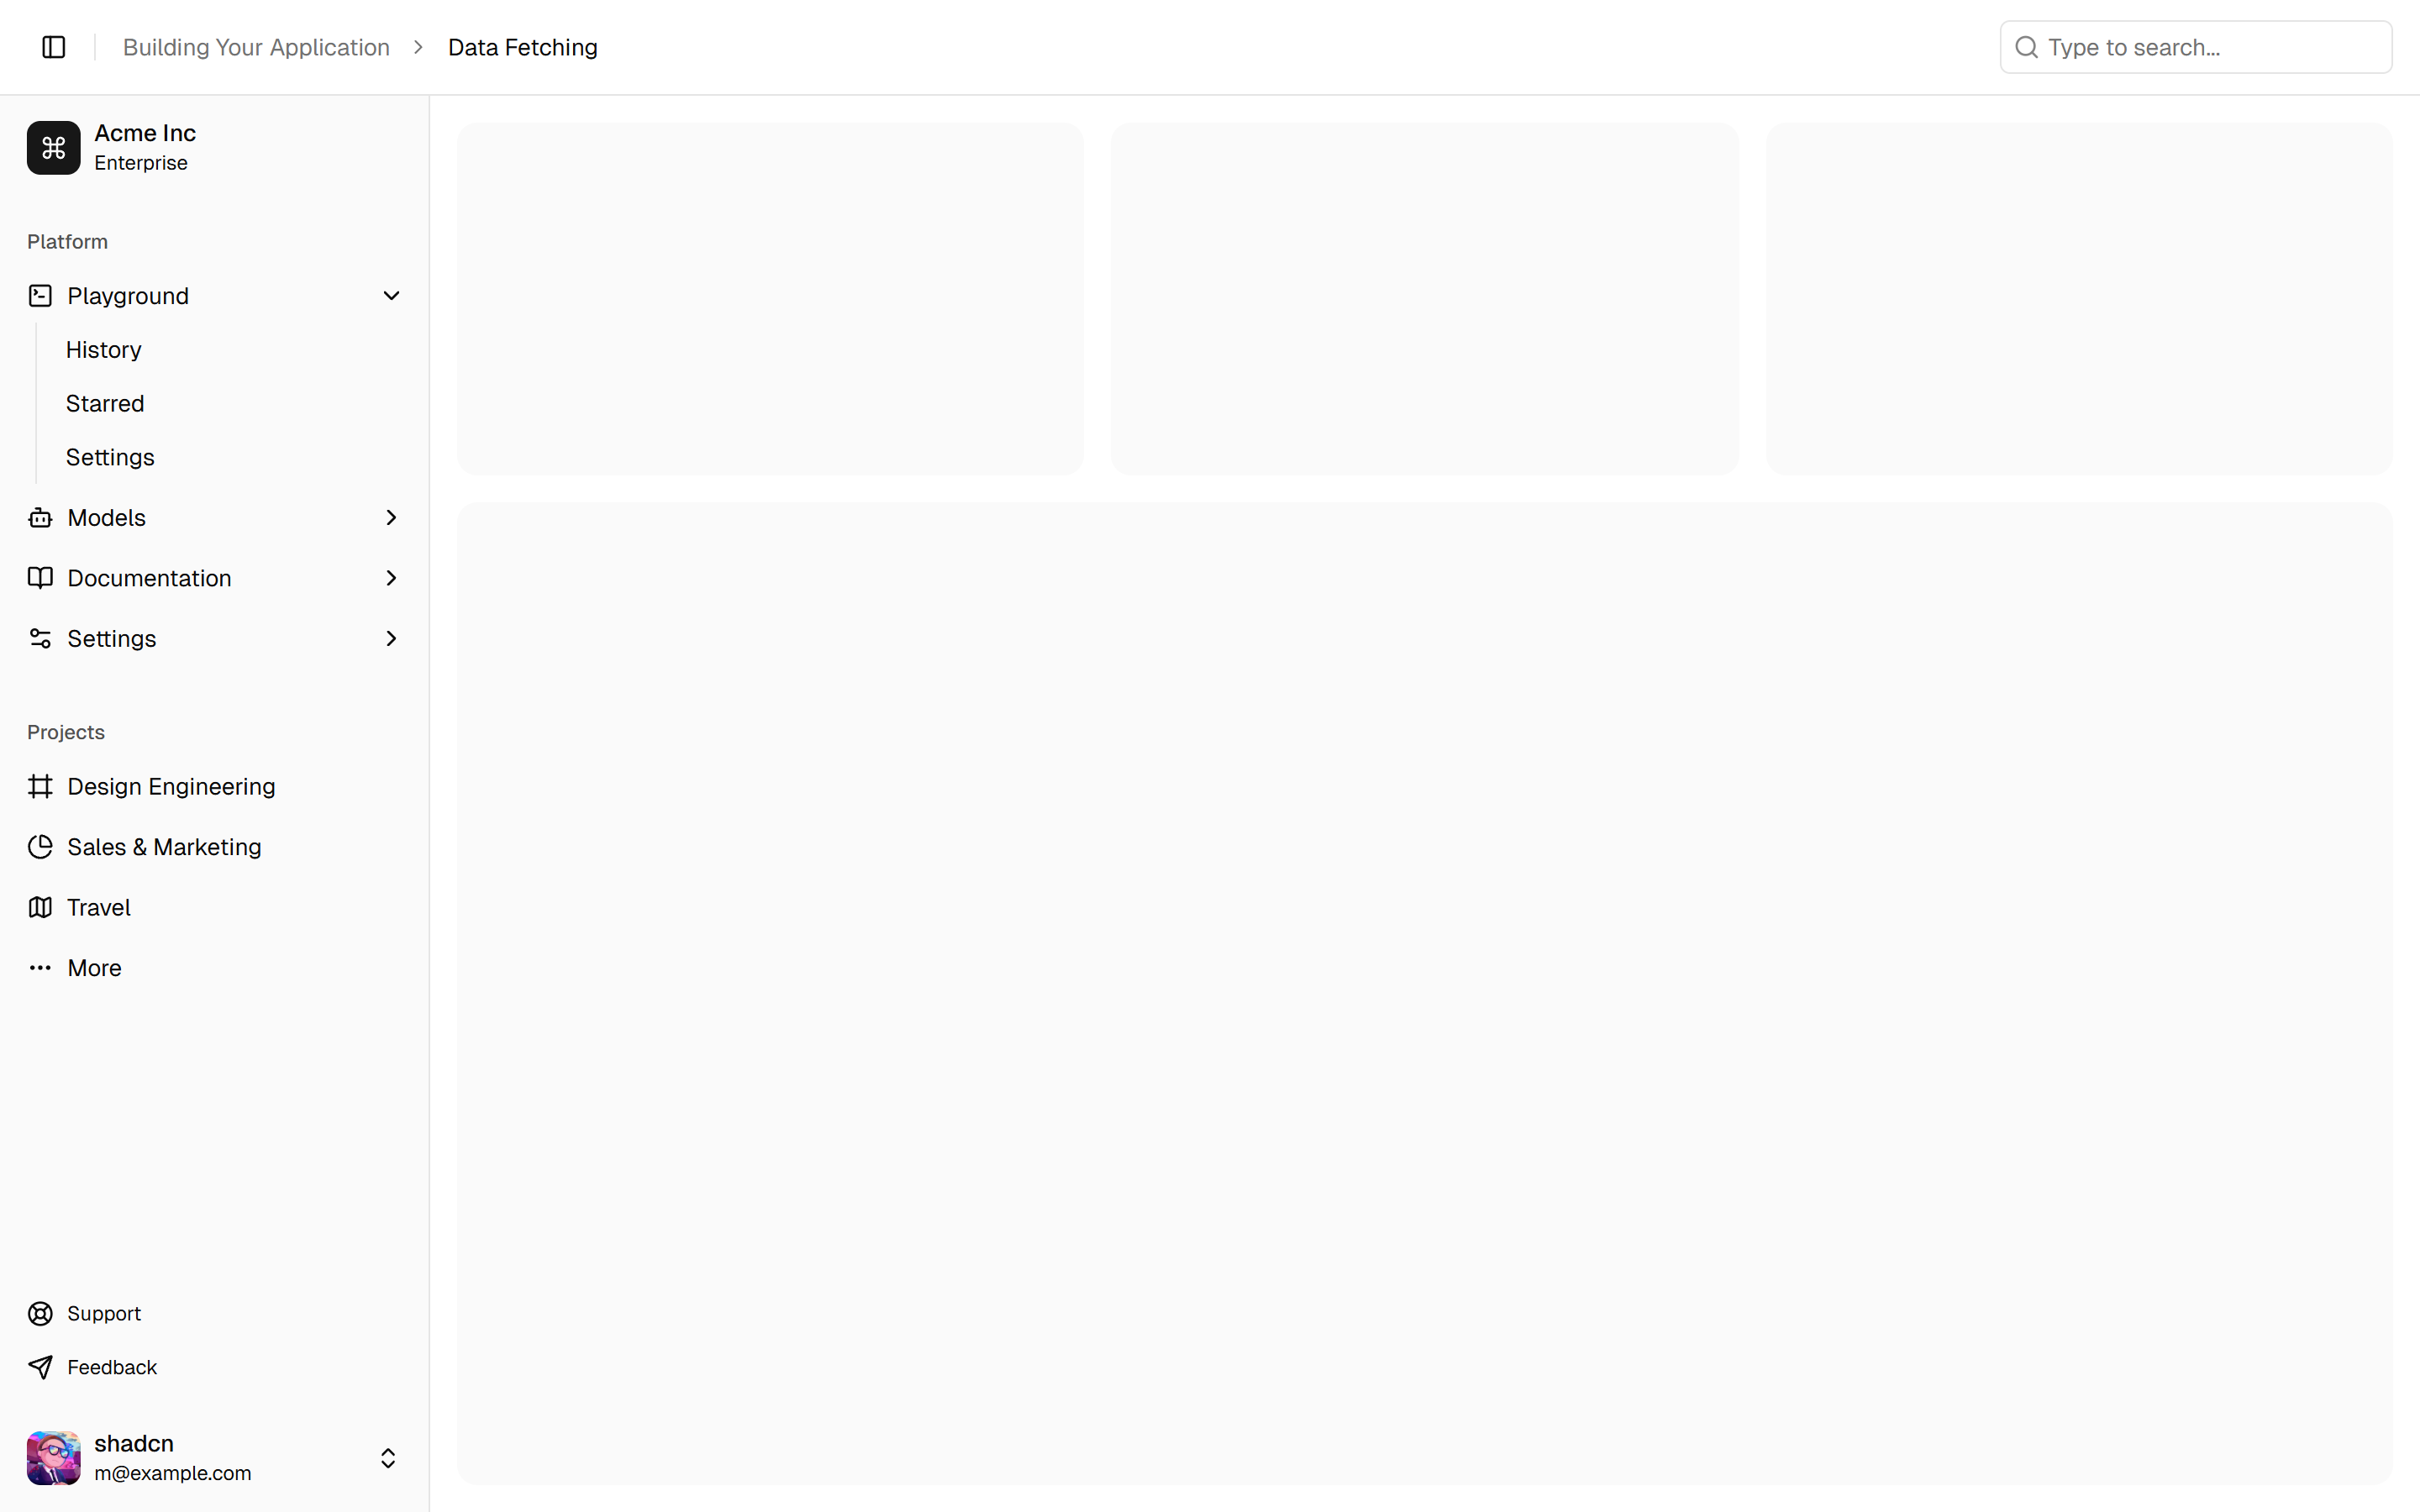 Building Your Application
Data Fetching
Type to search...
Acme Inc
Enterprise
Platform
Playground
History
Starred
Settings
Models
Documentation
Settings
Projects
Design Engineering
Sales & Marketing
Travel
More
Support
Feedback
shadcn
m@example.com